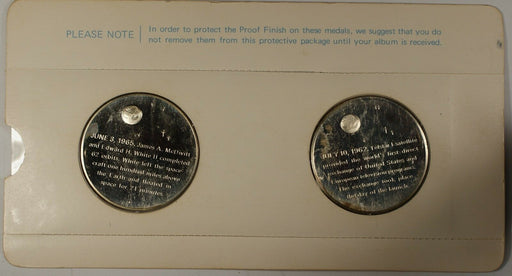 PLEASE NOTE
In order to protect the Proof Finish on these medals, we suggest that you do
not remove them from this protective package until your album is received.
JUNE 3, 1965, James A. McDivitt
and Edward H. White II completed
62 orbits. White left the space
craft one hundred miles above
the Earth and floated in
space for 21 minutes.
JULY 10, 1962, Telstar I satellite
provided the world's first direct
exchange of United States and
European television programs.
The exchange took place
the day of the launch.